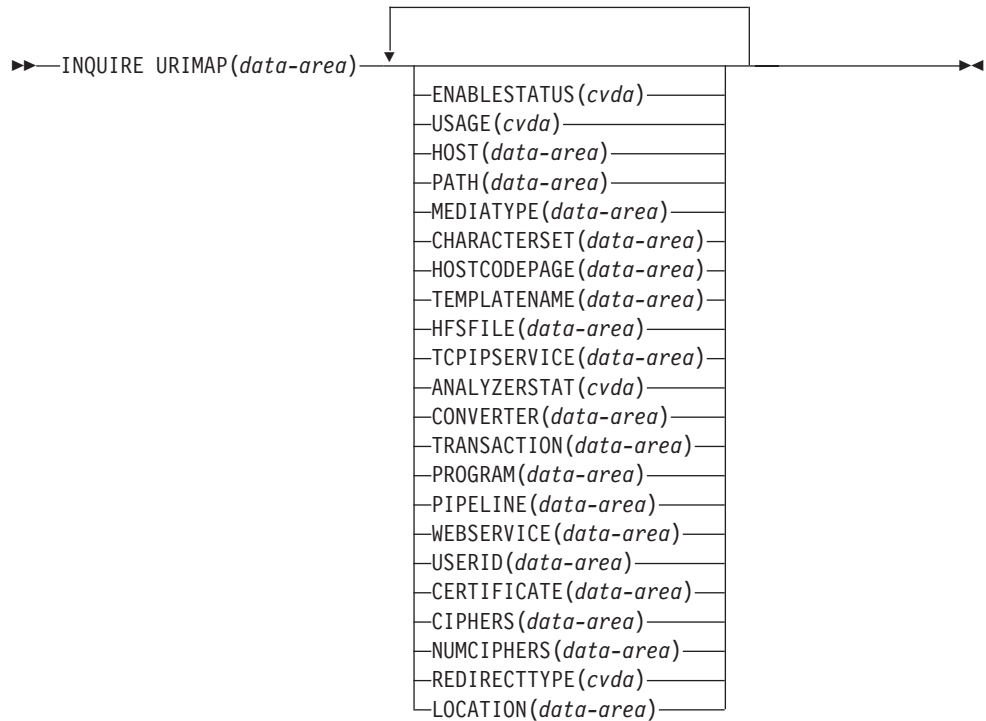 INQUIRE URIMAP(data-area)
ENABLESTATUS(cvda)
USAGE(cvda)
HOST(data-area)
PATH(data-area)
MEDIATYPE(data-area)
CHARACTERSET(data-area)
HOSTCODEPAGE(data-area)
TEMPLATENAME(data-area)
HFSFILE(data-area)
TCPIPSERVICE(data-area)
ANALYZERSTAT(cvda)
CONVERTER(data-area)
TRANSACTION(data-area)
PROGRAM(data-area)
PIPELINE(data-area)
WEBSERVICE(data-area)
USERID(data-area)
CERTIFICATE(data-area)
CIPHERS(data-area)
NUMCIPHERS(data-area)
REDIRECTTYPE(cvda)
LOCATION(data-area)